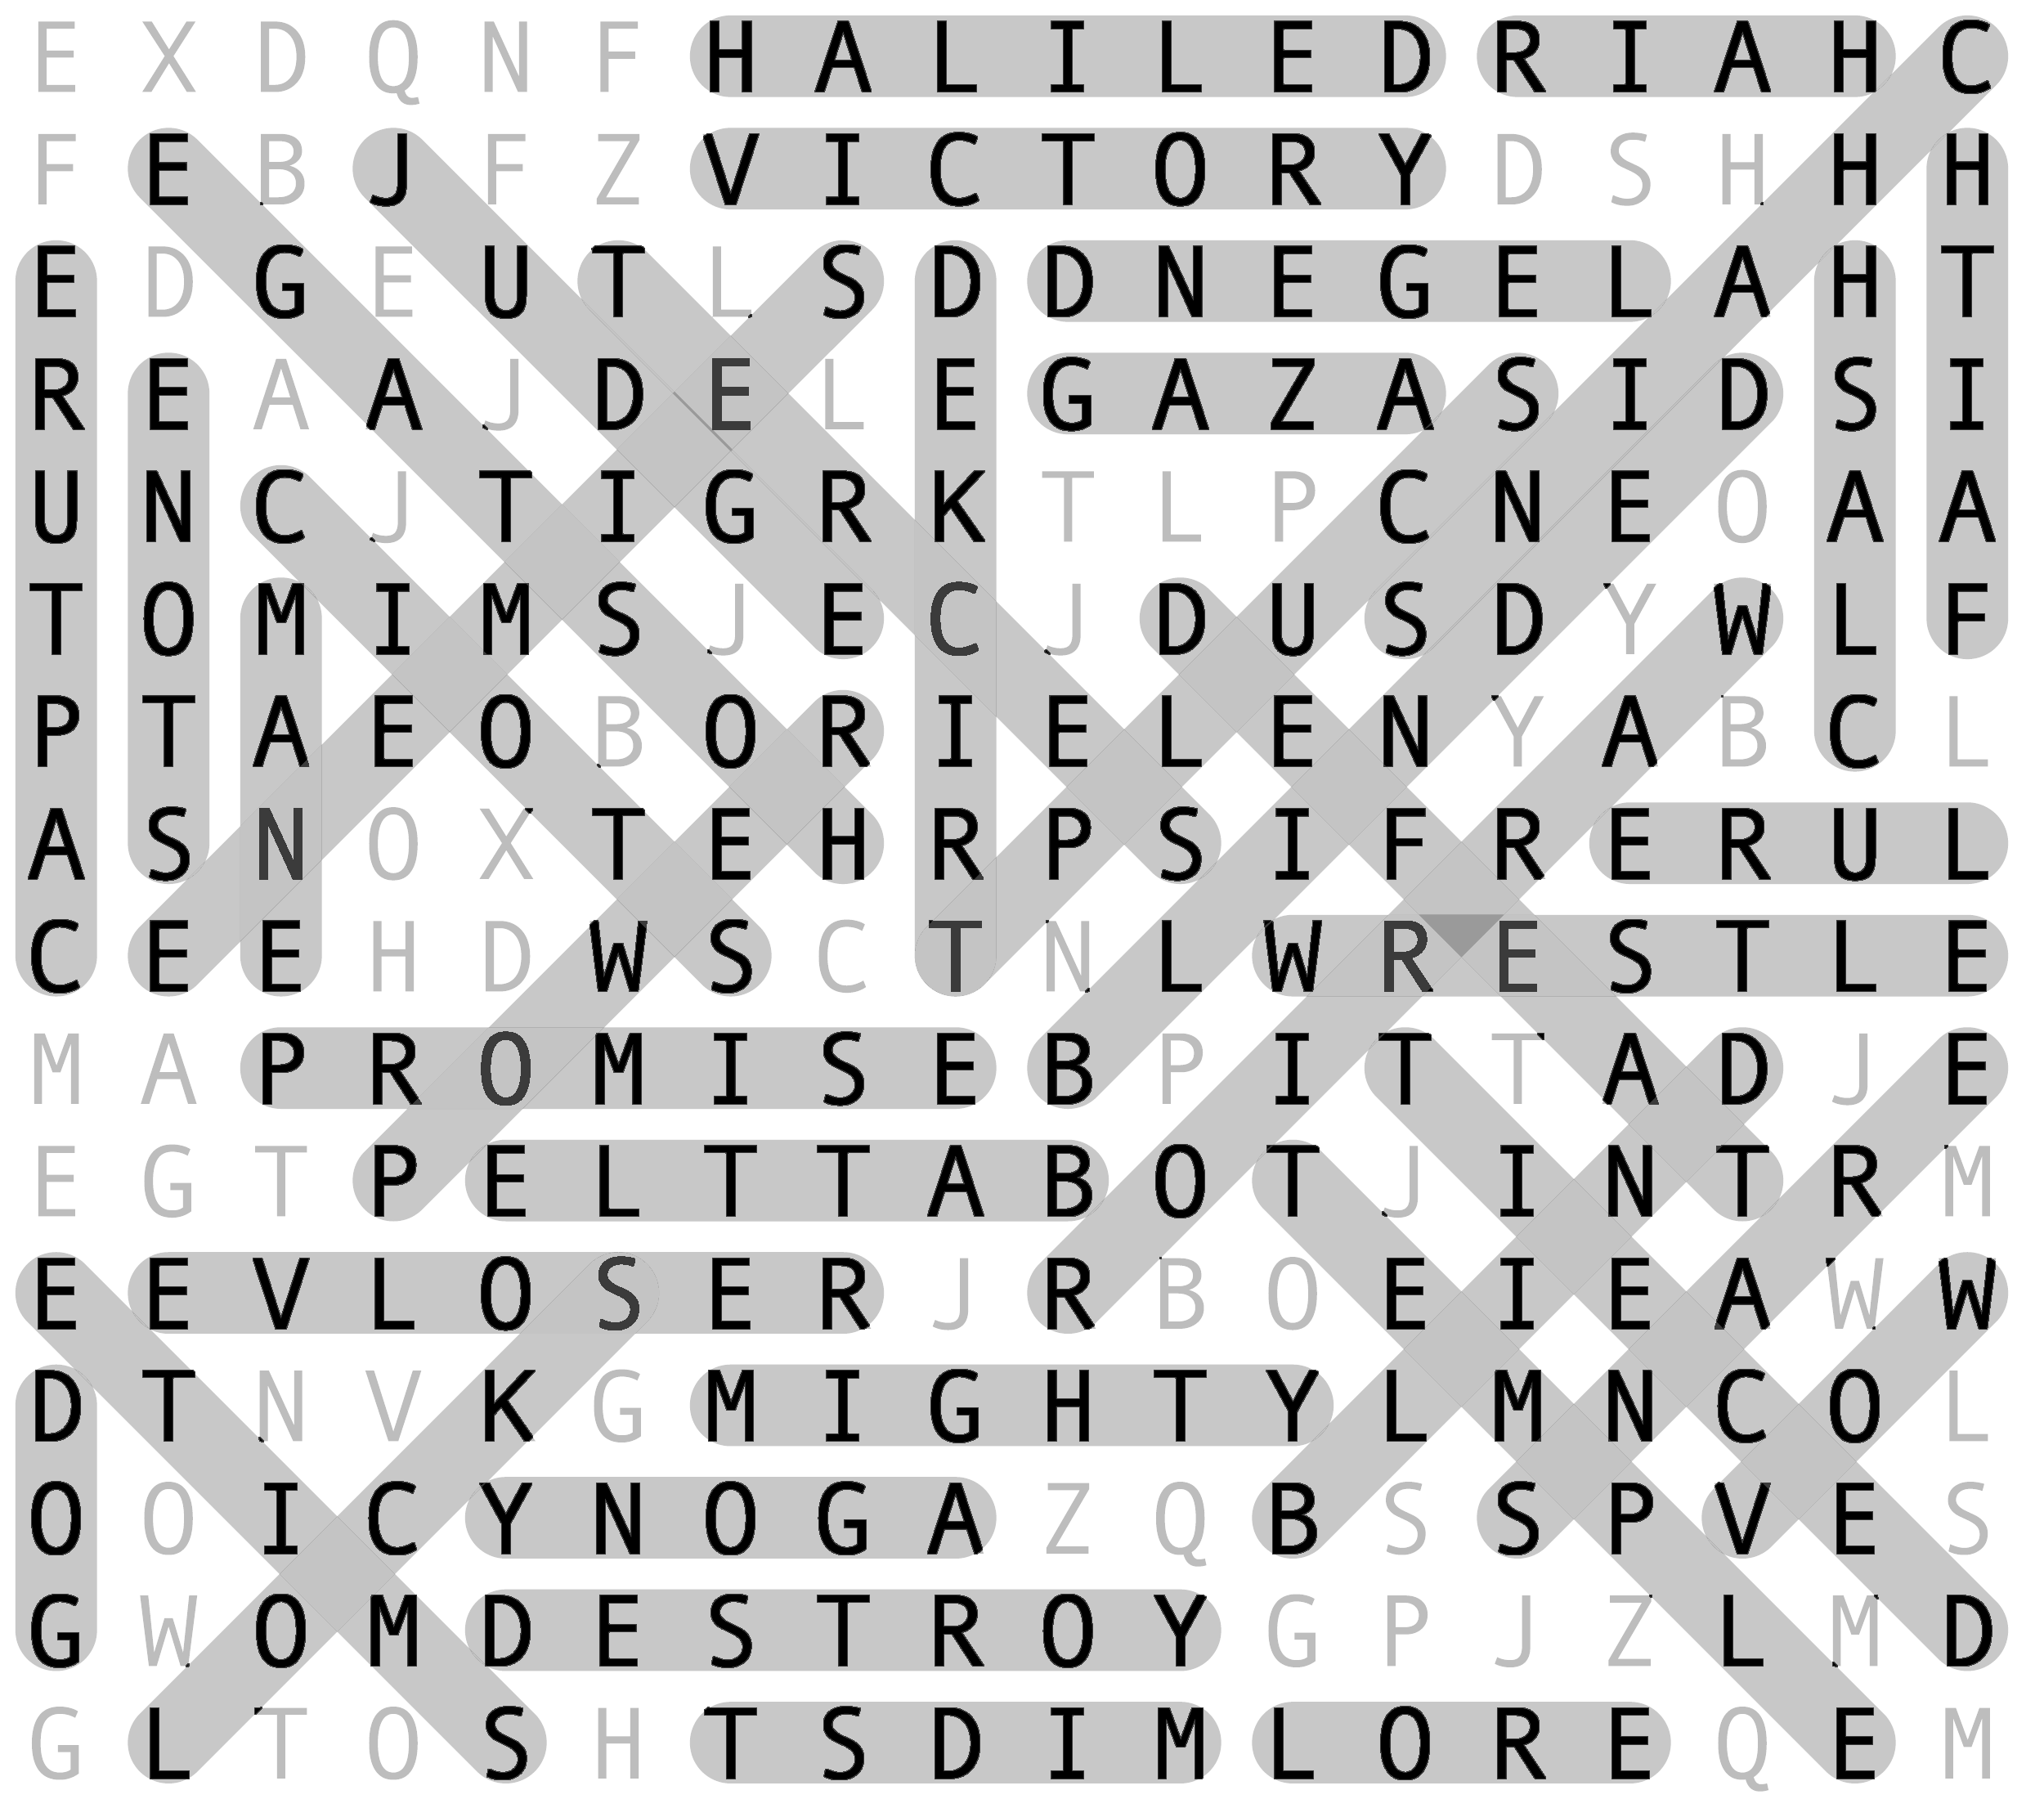 E X D Q N F H A L I L E D R I A H C
F E B J F Z V I C T O R Y D S H H H
E D G E U T L S D D N E G E L A H T
R E A A J D E L E G A Z A S I D S I
U N C J T I G R K T L P C N E O A A
T O M I M S J E C J D U S D Y W L F
P T A E O B O R I E L E N Y A B C L
A S N O X T E H R P S I F R E R U L
C E E H D W S C T N L W R E S T L E
M A P R O M I S E B P I T T A D J E
E G T P E L T T A B O T J I N T R M
E E V L O S E R J R B O E I E A W W
D T N V K G M I G H T Y L M N C O L
O O I C Y N O G A Z Q B S S P V E S
G W O M D E S T R O Y G P J Z L M D
G L T O S H T S D I M L O R E Q E M